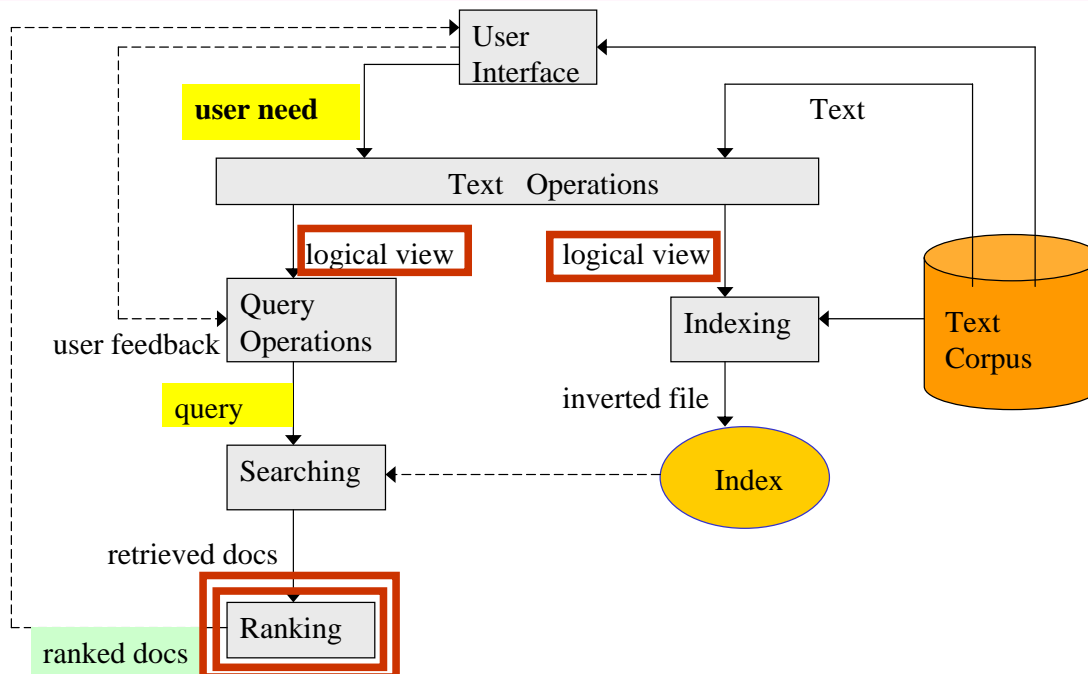 User
Interface
user need
Text
Text Operations
logical view
logical view
Query
Operations
Indexing
Text
Corpus
user feedback
inverted file
query
Searching
Index
retrieved docs
Ranking
ranked docs